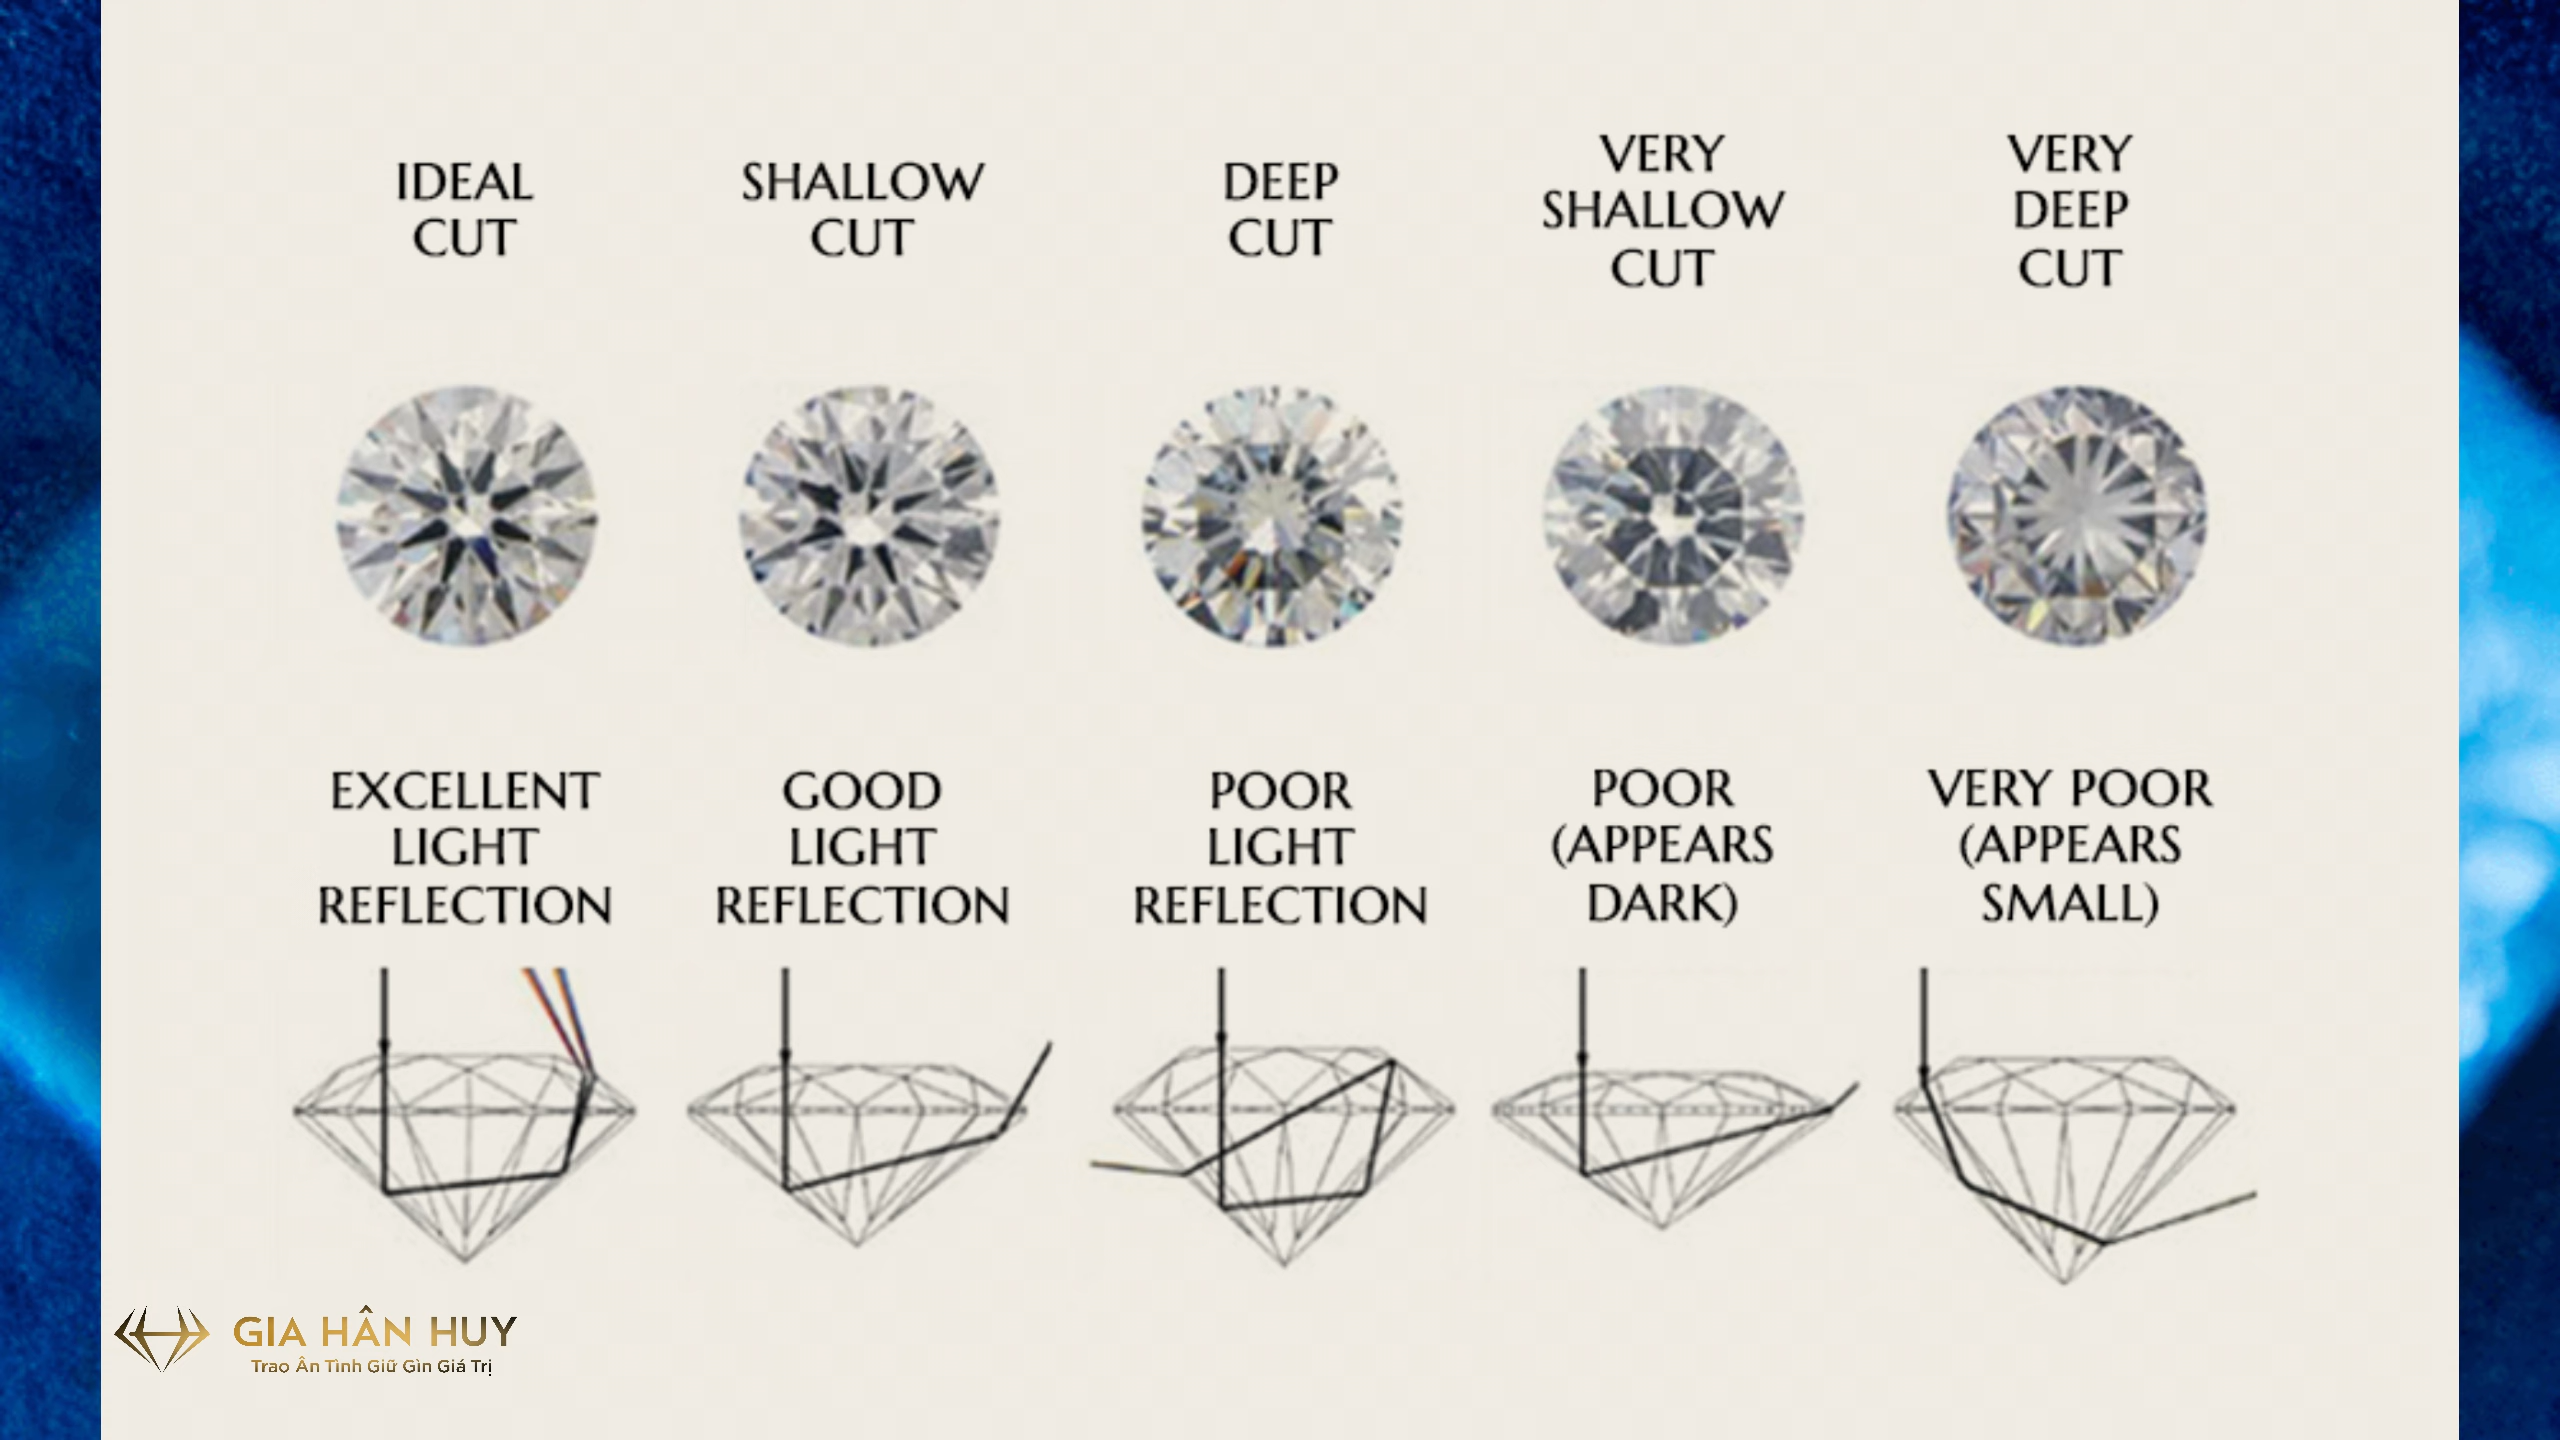 IDEAL
CUT
SHALLOW
CUT
DEEP
CUT
VERY
SHALLOW
CUT
VERY
DEEP
CUT
EXCELLENT
LIGHT
REFLECTION
GOOD
LIGHT
REFLECTION
POOR
LIGHT
REFLECTION
POOR
(APPEARS
DARK)
VERY POOR
(APPEARS
SMALL)
GIA HÂN HUY
Trao Ân Tình Giữ Gìn Giá Trị